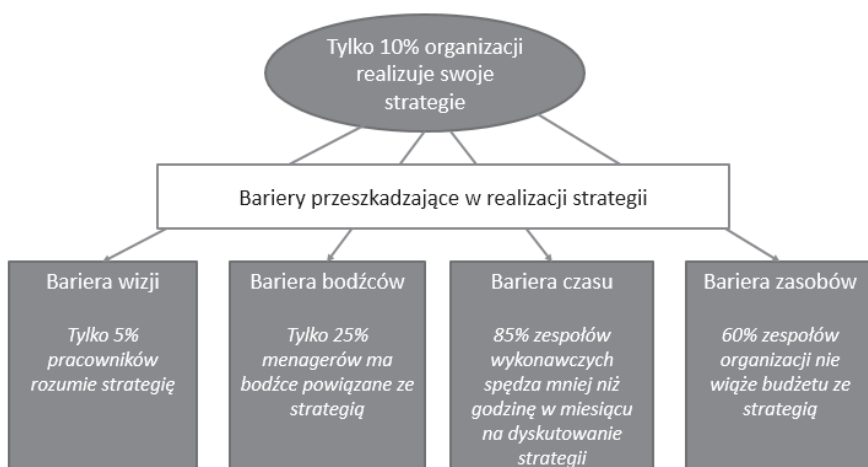 Tylko 10% organizacji
realizuje swoje
strategie
Bariery przeszkadzające w realizacji strategii
Bariera wizji
Tylko 5%
pracowników
rozumie strategię
Bariera bodźców
Tylko 25%
menagerów ma
bodźce powiązane ze
strategią
Bariera czasu
85% zespołów
wykonawczych
spędza mniej niż
godzinę w miesiącu
na dyskutowanie
strategii
Bariera zasobów
60% zespołów
organizacji nie
wiąże budżetu ze
strategią